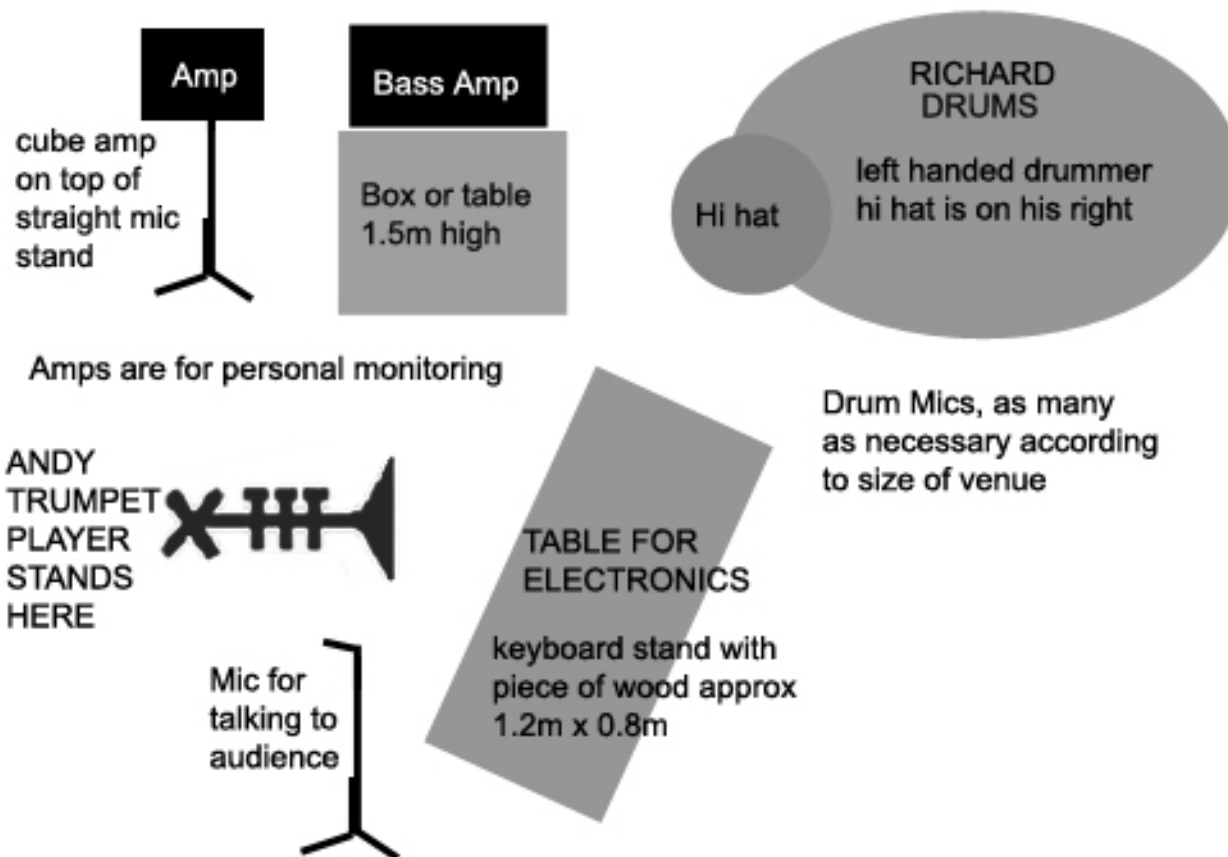 Amp
cube amp
on top of
straight mic
stand
Bass Amp
Box or table
1.5m high
RICHARD
DRUMS
left handed drummer
hi hat is on his right
Hi hat
Amps are for personal monitoring
Drum Mics, as many
as necessary according
to size of venue
ANDY
TRUMPET
PLAYER
STANDS
HERE
TABLE FOR
ELECTRONICS
keyboard stand with
piece of wood approx
1.2m x 0.8m
Mic for
talking to
audience